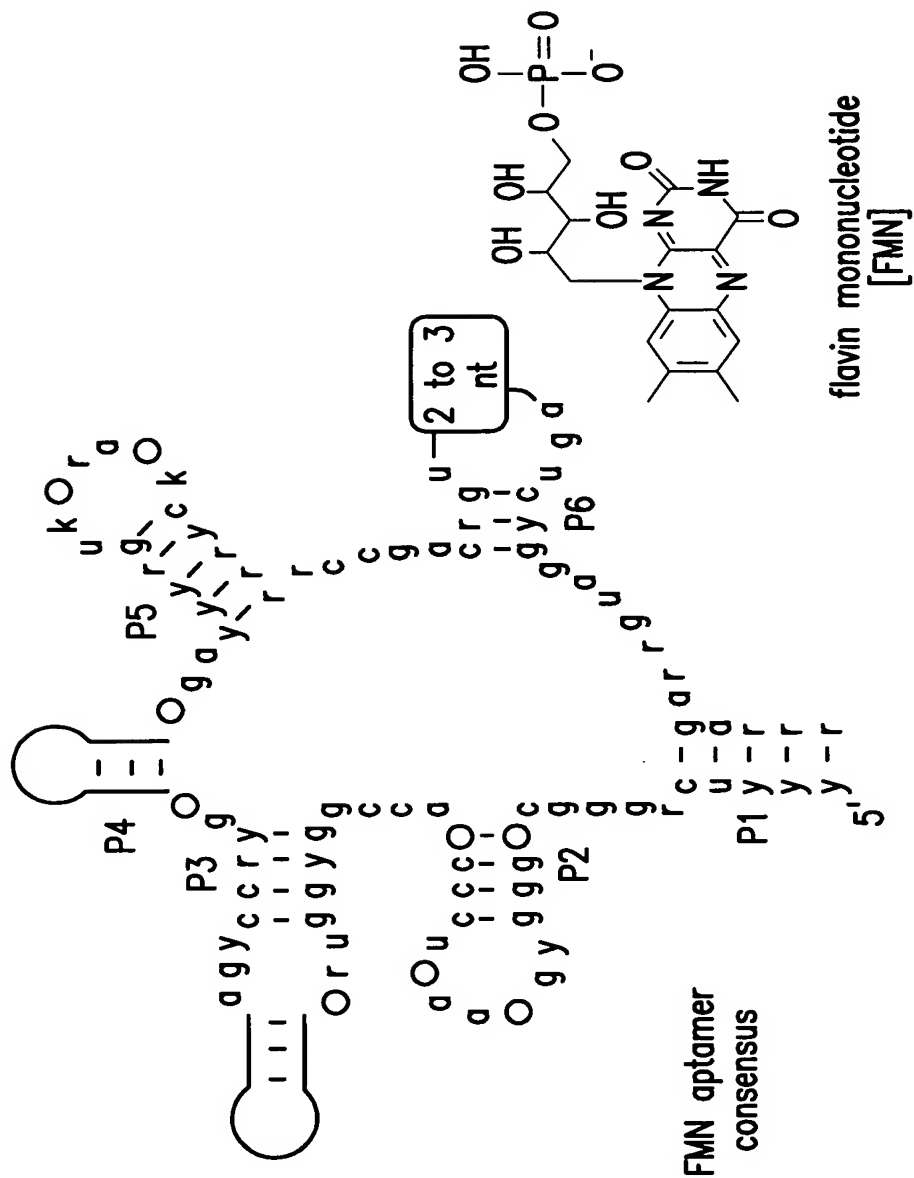 P4
P3
P5
P2
P6
P1
5'
y y y u c r g g g c
g g g y g
a a
u c c c
a c c g
g y g g u r
a g y c c r y g
g a y y y r g u k
r a
k c y r r r r c c g a c r g u
2 to 3
nt
a g u c y g g a u g r r a g a r r r
FMN aptamer
consensus
OH
O
P
O
O-
OH
OH
OH
N
N
O
NH
N
O
flavin mononucleotide
[FMN]